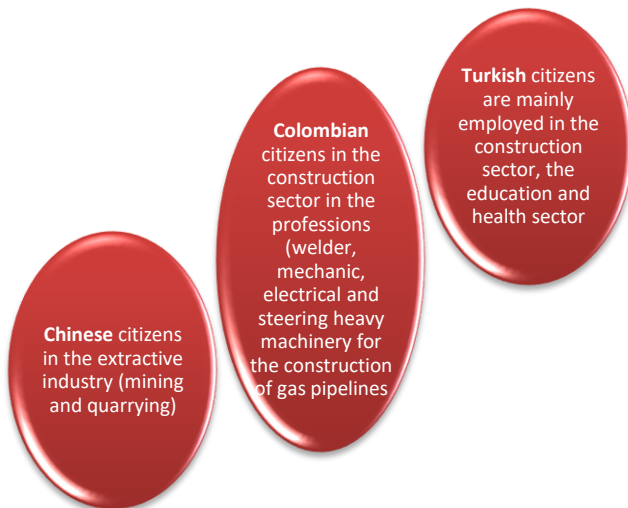 Chinese citizens
in the extractive
industry (mining
and quarrying)
Colombian
citizens in the
construction
sector in the
professions
(welder,
mechanic,
electrical and
steering heavy
machinery for
the construction
of gas pipelines
Turkish citizens
are mainly
employed in the
construction
sector, the
education and
health sector